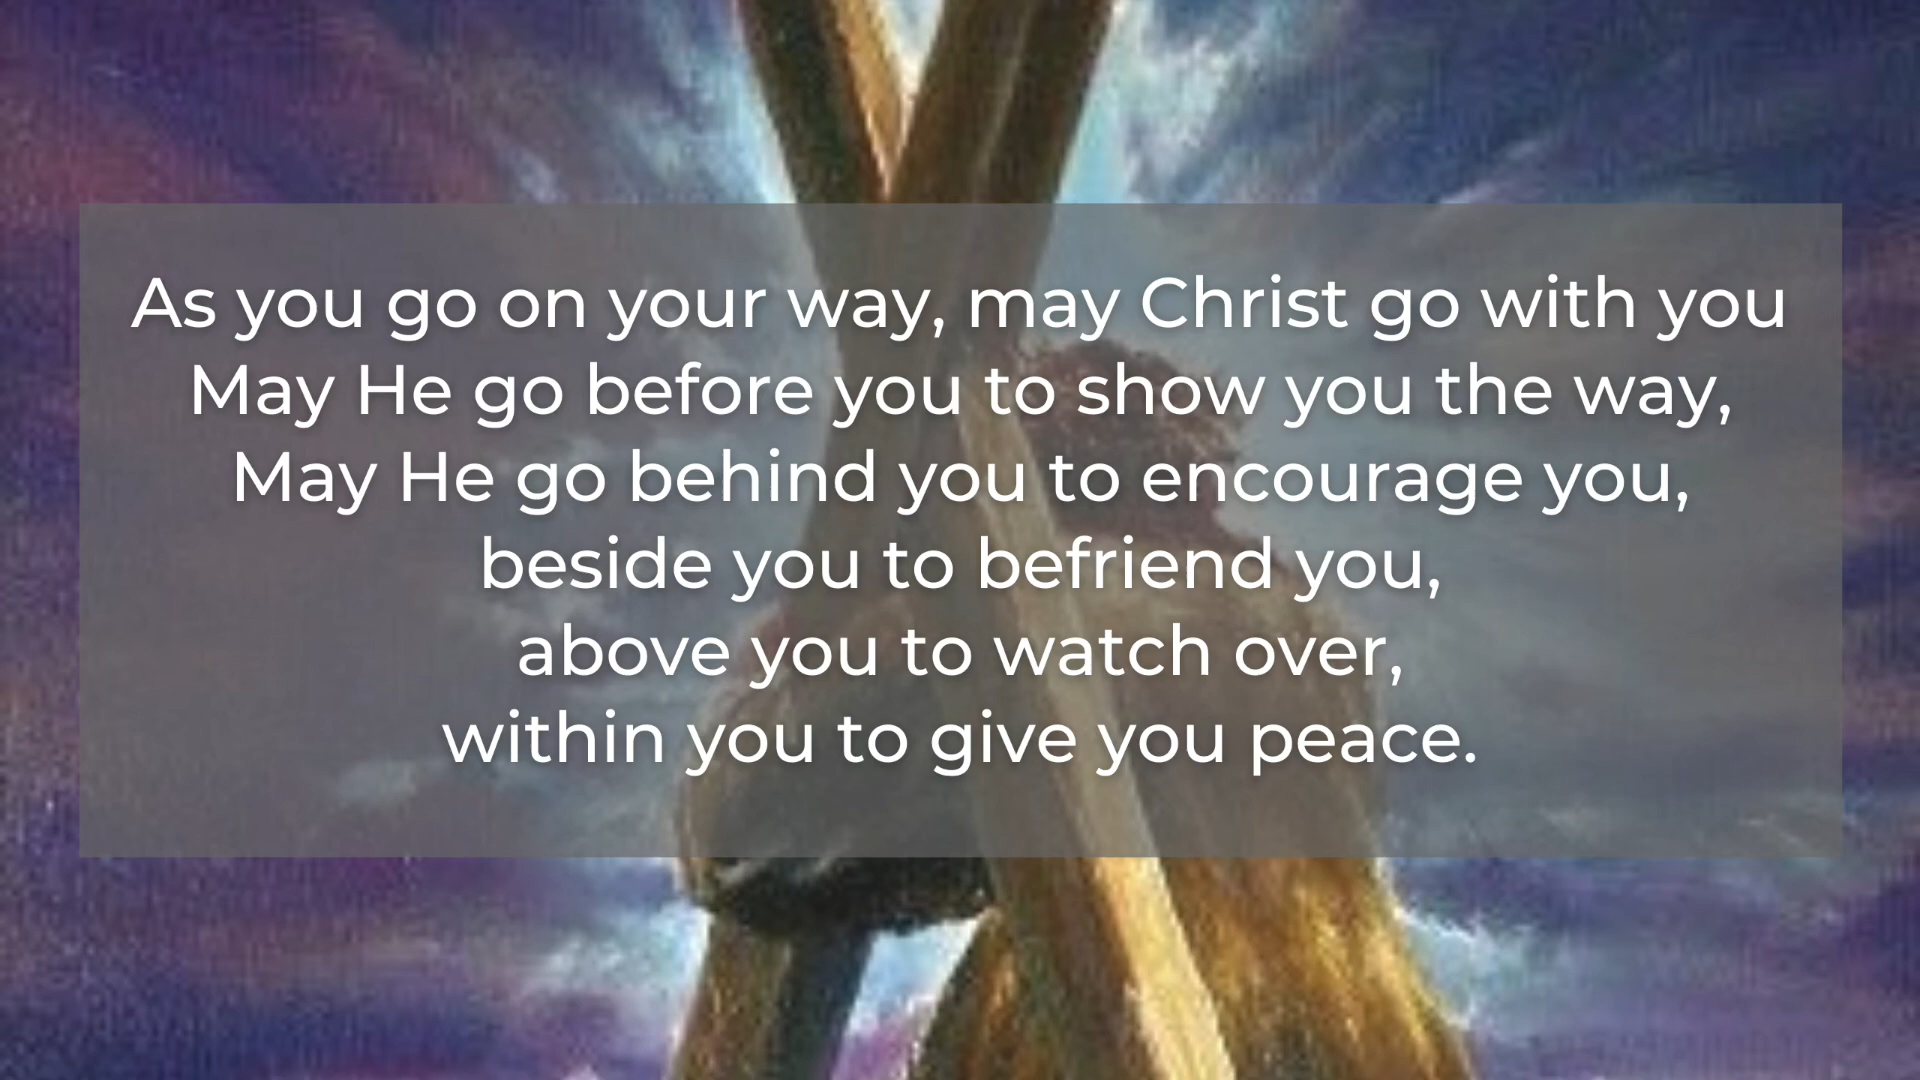 As you go on your way, may Christ go with you
May He go before you to show you the way,
May He go behind you to encourage you,
beside you to befriend you,
above you to watch over,
within you to give you peace.